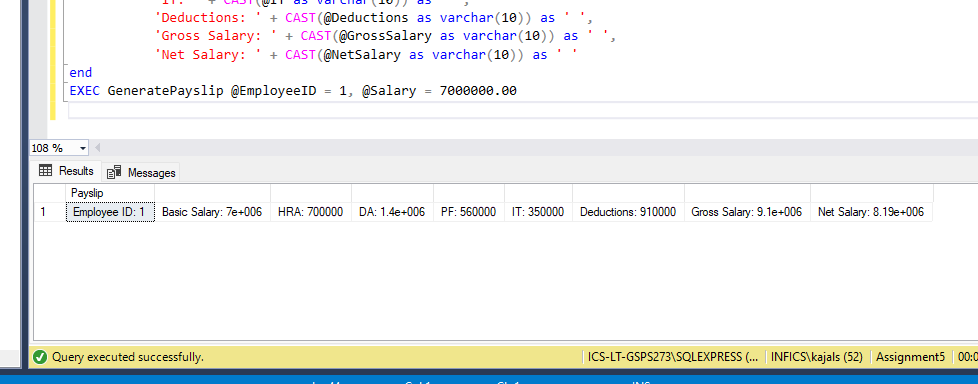 'IT: ' + CAST(@IT as varchar(10)) as ' ',
'Deductions: ' + CAST(@Deductions as varchar(10)) as ' ',
'Gross Salary: ' + CAST(@GrossSalary as varchar(10)) as ' ',
'Net Salary: ' + CAST(@NetSalary as varchar(10)) as ' '
end
EXEC GeneratePayslip @EmployeeID = 1, @Salary = 7000000.00
108 %
Results Messages
Payslip
1 Employee ID: 1 Basic Salary: 7e+006 HRA: 700000 DA: 1.4e+006 PF: 560000 IT: 350000 Deductions: 910000 Gross Salary: 9.1e+006 Net Salary: 8.19e+006
Query executed successfully. ICS-LT-GSPS273\SQLEXPRESS (... INFICS\kajals (52) Assignment5 00:0